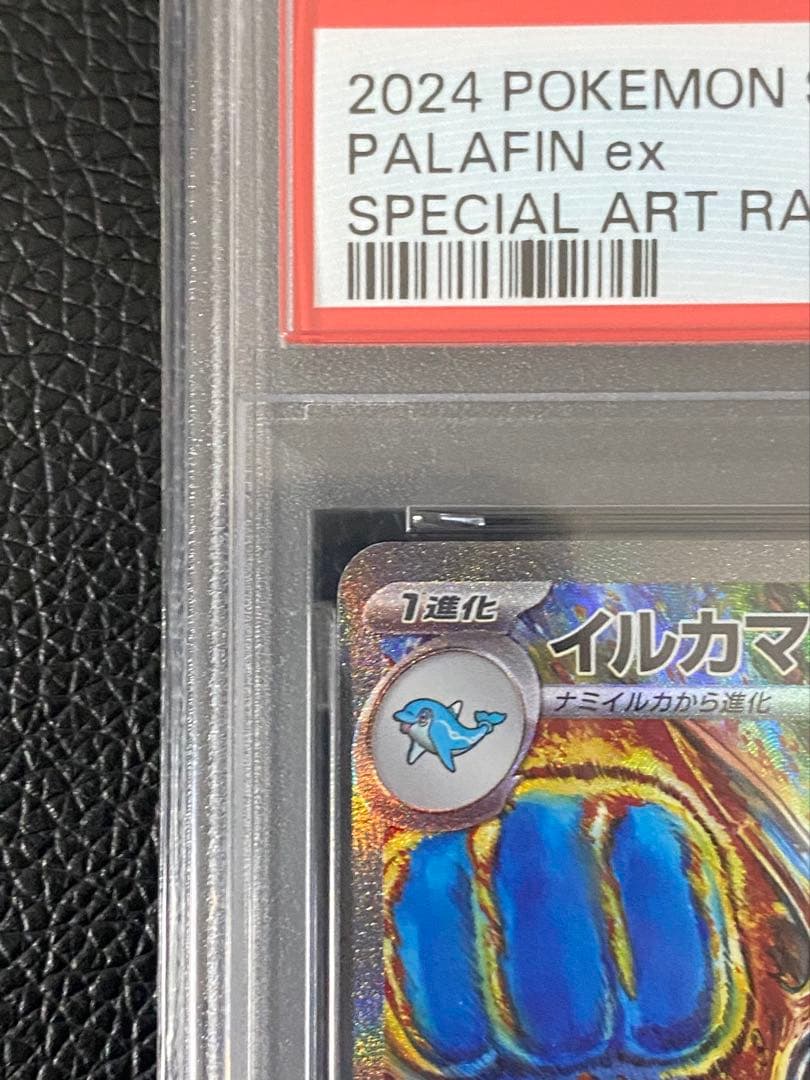 2024 POKEMON
PALAFIN ex
SPECIAL ART RA
1進化
イルカマ
ナミイルカから進化